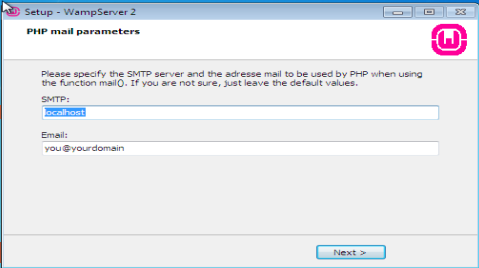 Setup - WampServer 2
PHP mail parameters
Please specify the SMTP server and the adresse mail to be used by PHP when using
the function mail(). If you are not sure, just leave the default values.
SMTP:
localhost
Email:
you@yourdomain
Next >